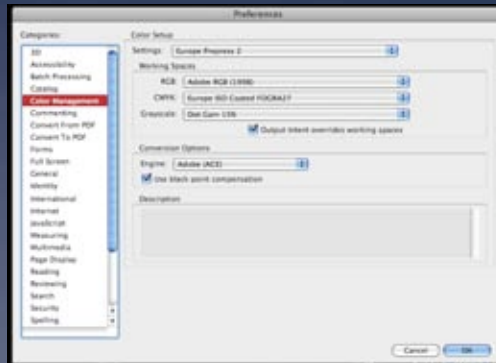 Preferences
Categories:
3D
Accessibility
Batch Processing
Catalog
Color Management
Commenting
Convert From PDF
Convert To PDF
Forms
Full Screen
General
Identity
International
Internet
JavaScript
Measuring
Multimedia
Page Display
Reading
Reviewing
Search
Security
Spelling
Color Setup
Settings: Europe Prepress 2
Working Spaces
RGB: Adobe RGB (1998)
CMYK: Europe ISO Coated FOGRA27
Grayscale: Dot Gain 15%
Output Intent overrides working spaces
Conversion Options
Engine: Adobe (ACE)
Use black point compensation
Description
Cancel
OK